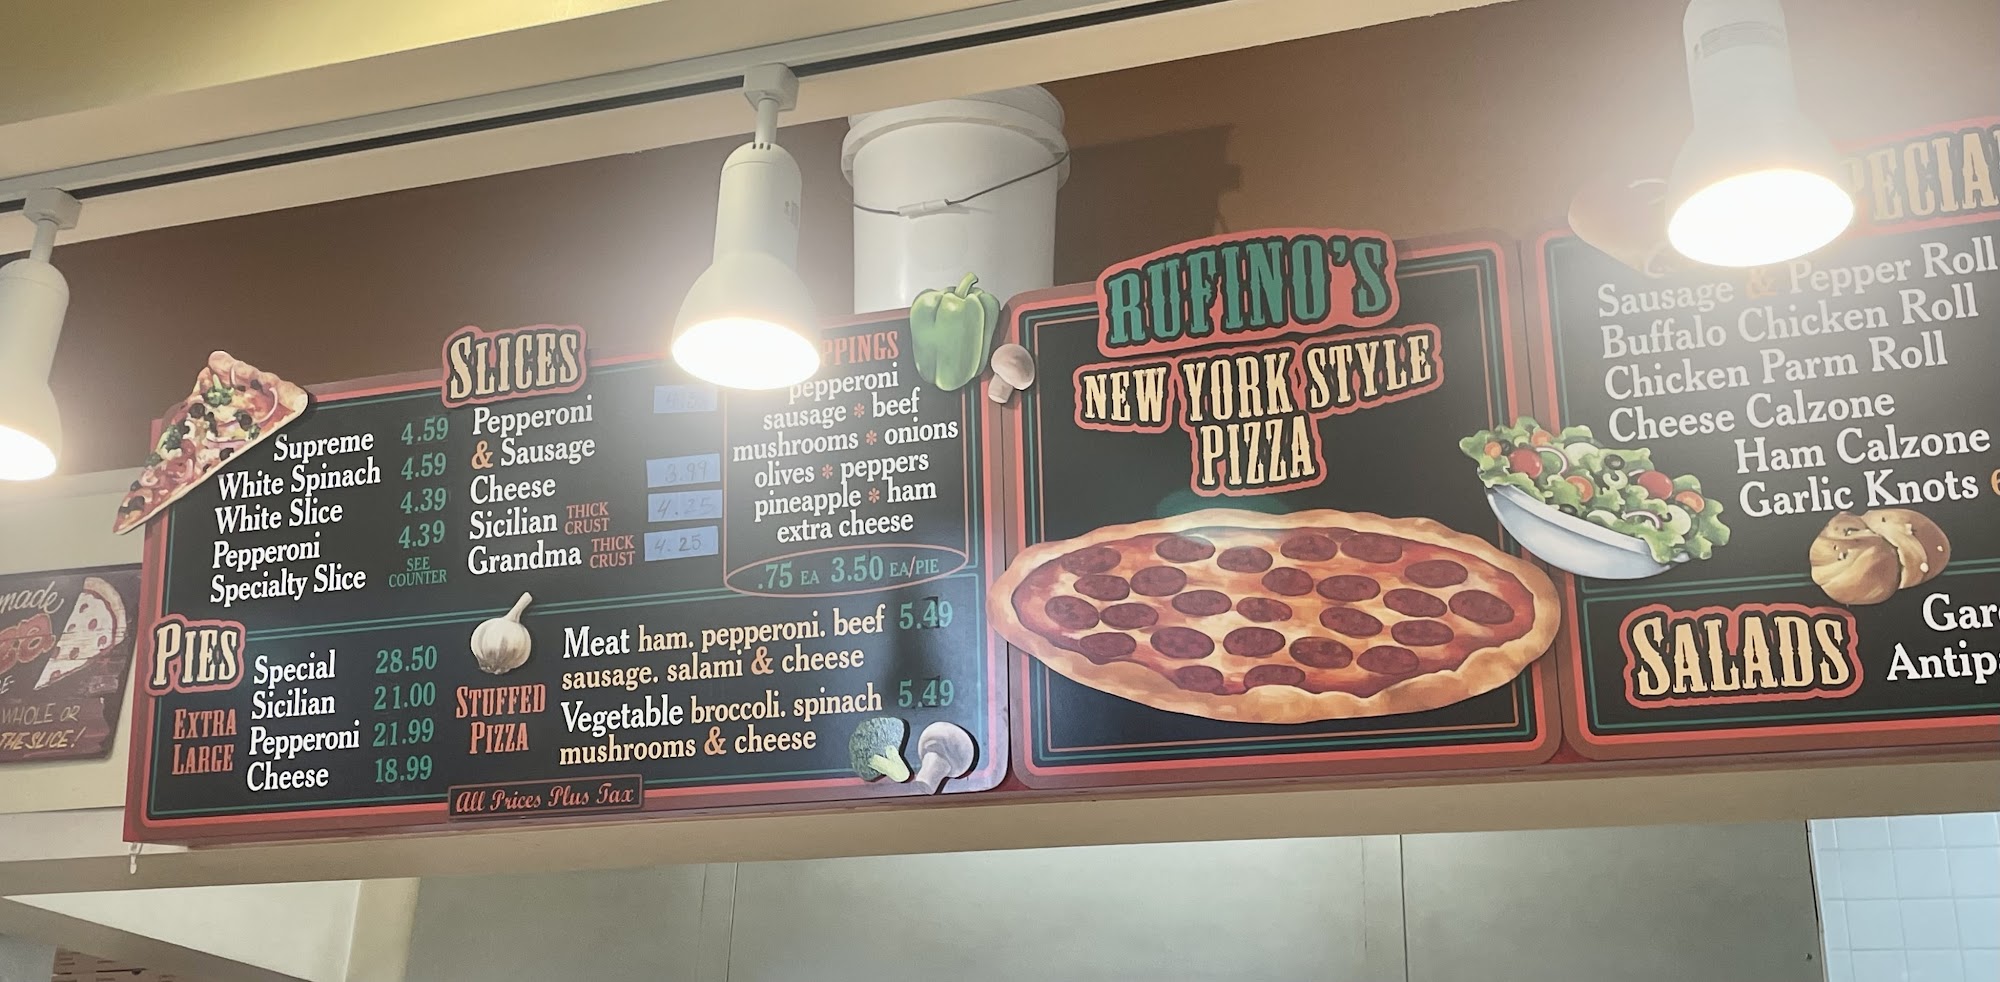 SLICES
Supreme 4.59
White Spinach 4.59
White Slice 4.39
Pepperoni 4.39
Specialty Slice SEE COUNTER
Pepperoni
& Sausage
Cheese 3.99
Sicilian THICK CRUST 4.25
Grandma THICK CRUST 4.25
pepperoni
sausage * beef
mushrooms * onions
olives * peppers
pineapple * ham
extra cheese
.75 EA 3.50 EA/PIE
PIES
EXTRA
LARGE
Special 28.50
Sicilian 21.00
Pepperoni 21.99
Cheese 18.99
STUFFED
PIZZA
Meat ham. pepperoni. beef 5.49
sausage. salami & cheese
Vegetable broccoli. spinach 5.49
mushrooms & cheese
All Prices Plus Tax
RUFINO'S
NEW YORK STYLE
PIZZA
Sausage & Pepper Roll
Buffalo Chicken Roll
Chicken Parm Roll
Cheese Calzone
Ham Calzone
Garlic Knots
SALADS
made
WHOLE OR
THE SLICE!